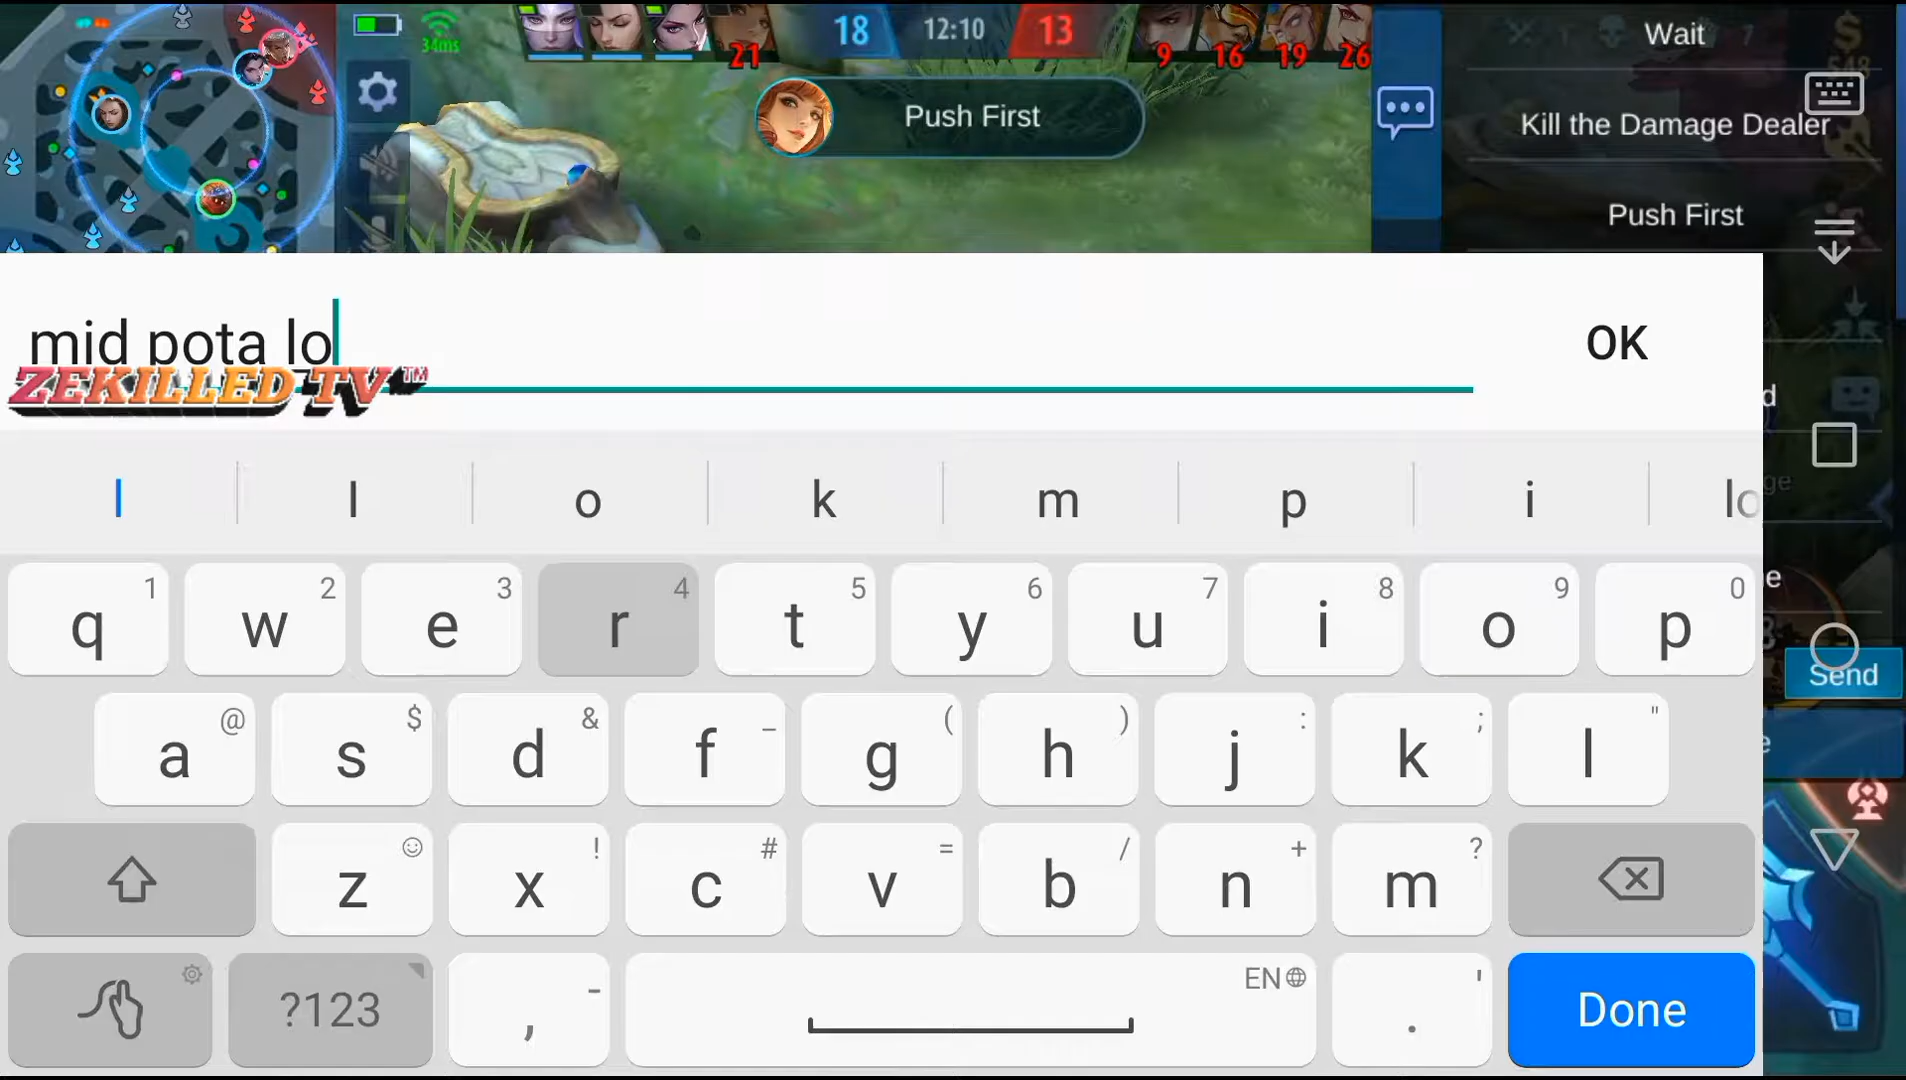 34ms
21
18
12:10
13
9
16
19
26
Push First
Wait
Kill the Damage Dealer
Push First
mid pota lo
OK
ZEKILLED TV™
l l o k m p i lo
q 1 w 2 e 3 r 4 t 5 y 6 u 7 i 8 o 9 p 0
a @ s $ d & f _ g ( h ) j : k ; l "
z x ! c # v = b / n + m ?
?123 , - EN . ' Done
Send